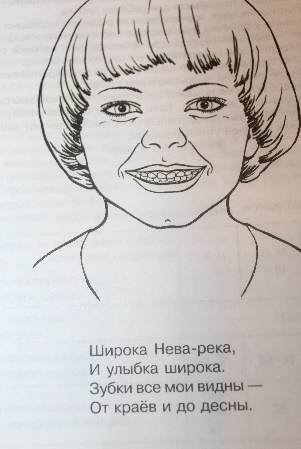 Широка Нева-река,
И улыбка широка.
Зубки все мои видны —
От краёв и до десны.